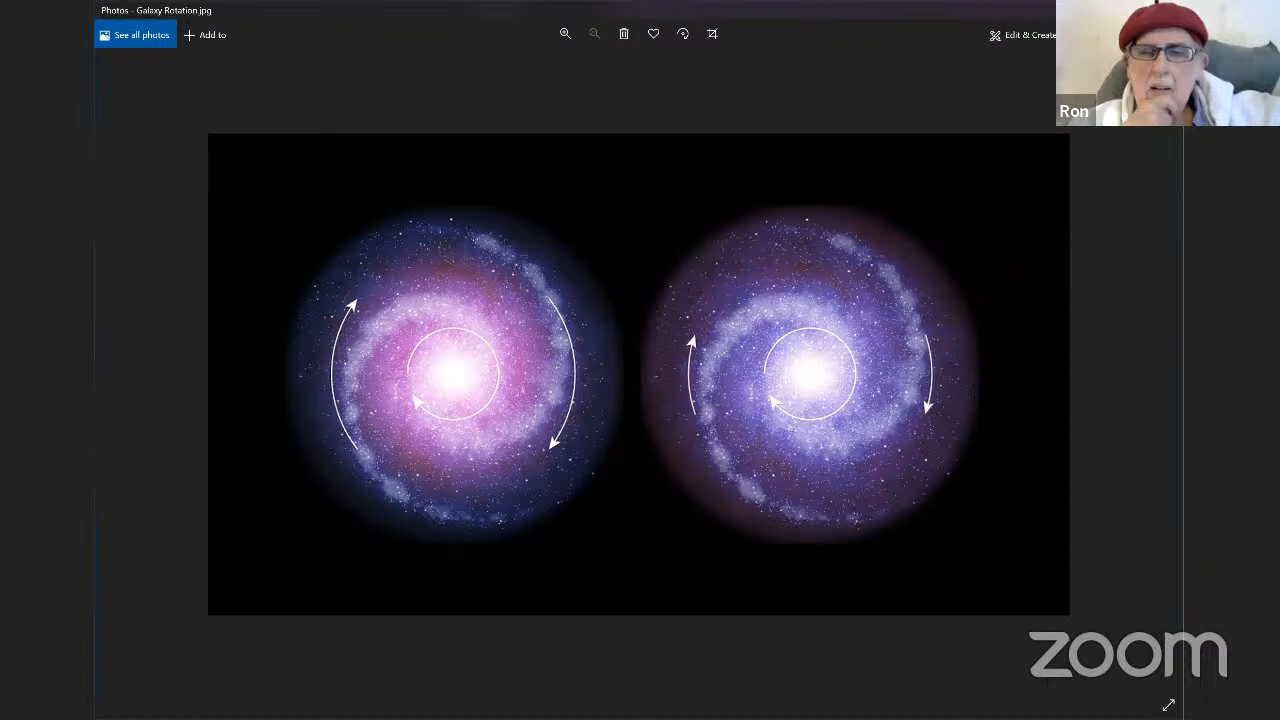 Photos - Galaxy Rotation.jpg
See all photos
Add to
Edit & Create
Ron
zoom